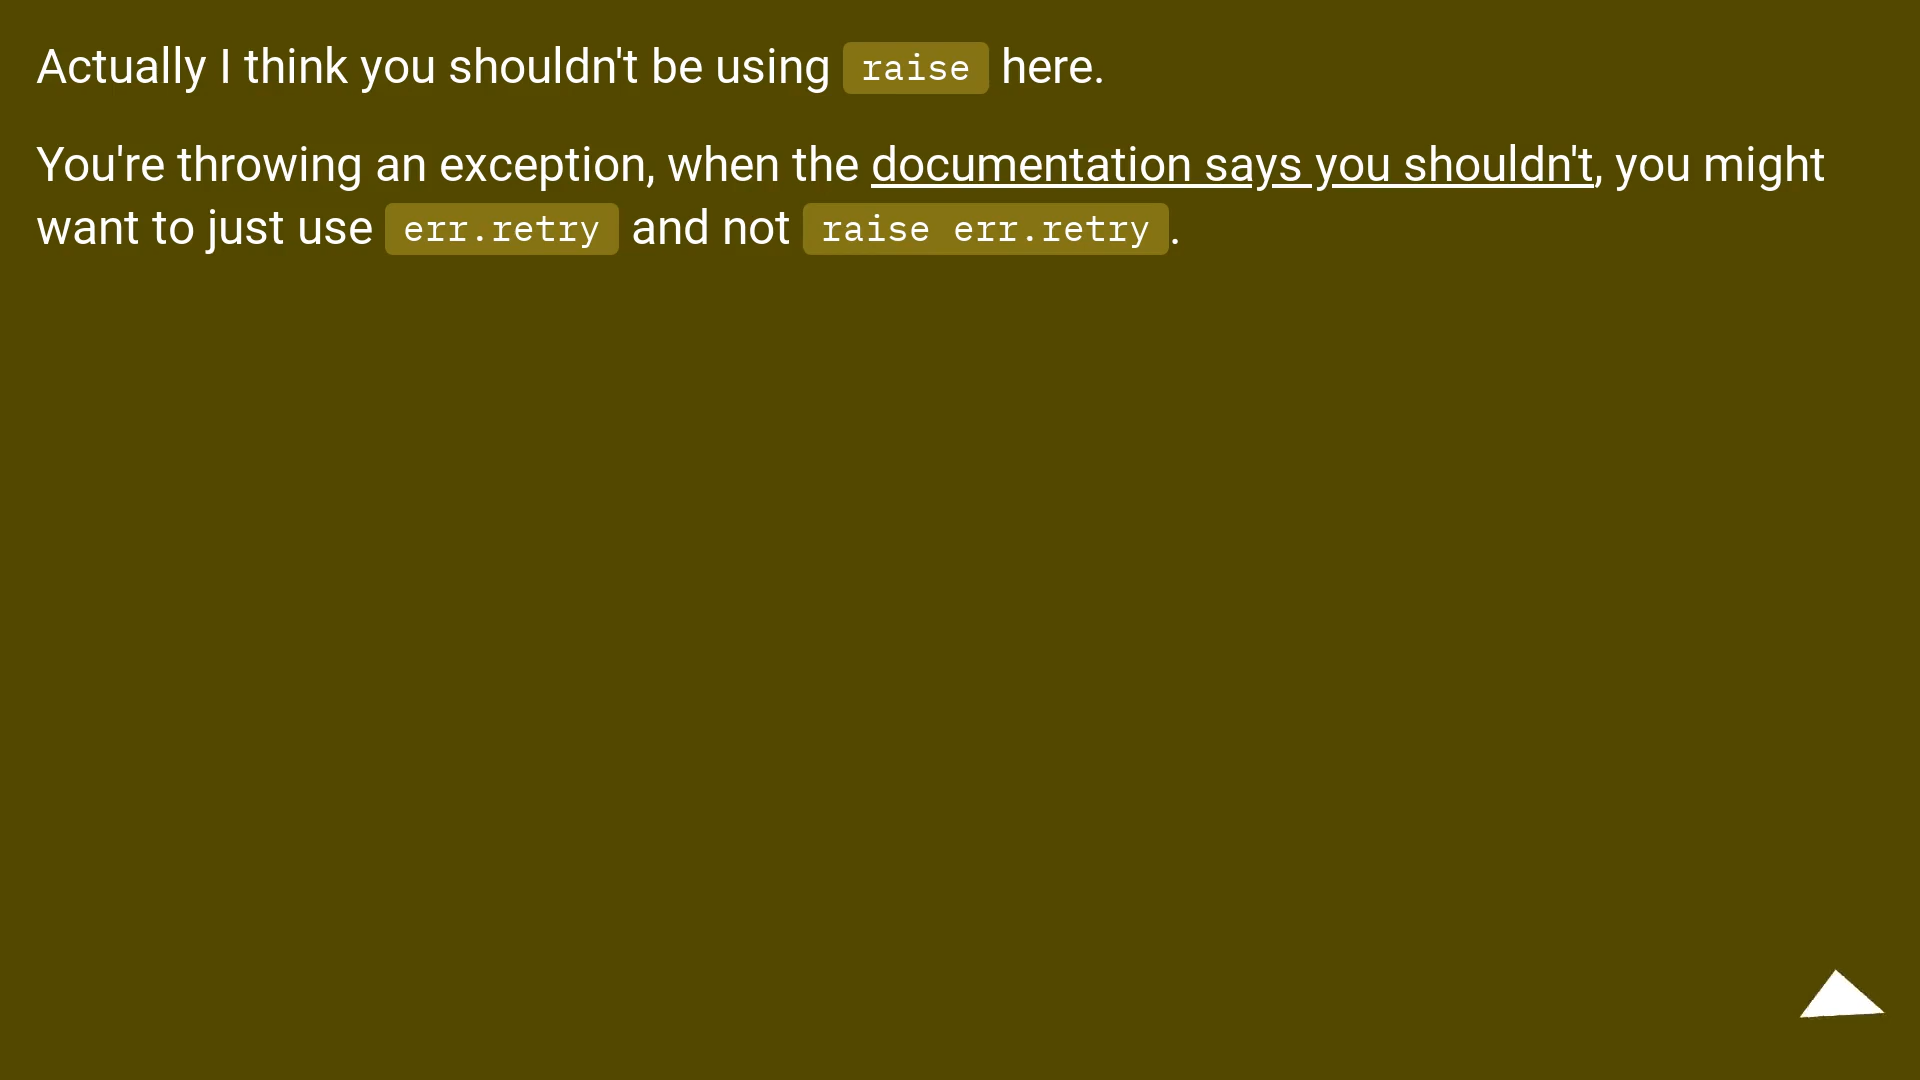 Actually I think you shouldn't be using raise here.
You're throwing an exception, when the documentation says you shouldn't, you might
want to just use err.retry and not raise err.retry.